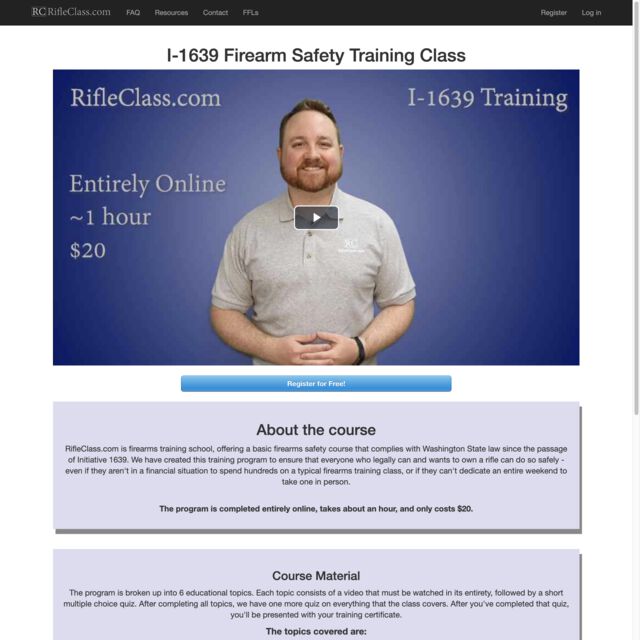 RC RifleClass.com FAQ Resources Contact FFLs Register Log in
I-1639 Firearm Safety Training Class
RifleClass.com
I-1639 Training
Entirely Online
~1 hour
$20
RC
Register for Free!
About the course
RifleClass.com is firearms training school, offering a basic firearms safety course that complies with Washington State law since the passage
of Initiative 1639. We have created this training program to ensure that everyone who legally can and wants to own a rifle can do so safely -
even if they aren't in a financial situation to spend hundreds on a typical firearms training class, or if they can't dedicate an entire weekend to
take one in person.
The program is completed entirely online, takes about an hour, and only costs $20.
Course Material
The program is broken up into 6 educational topics. Each topic consists of a video that must be watched in its entirety, followed by a short
multiple choice quiz. After completing all topics, we have one more quiz on everything that the class covers. After you've completed that quiz,
you'll be presented with your training certificate.
The topics covered are: